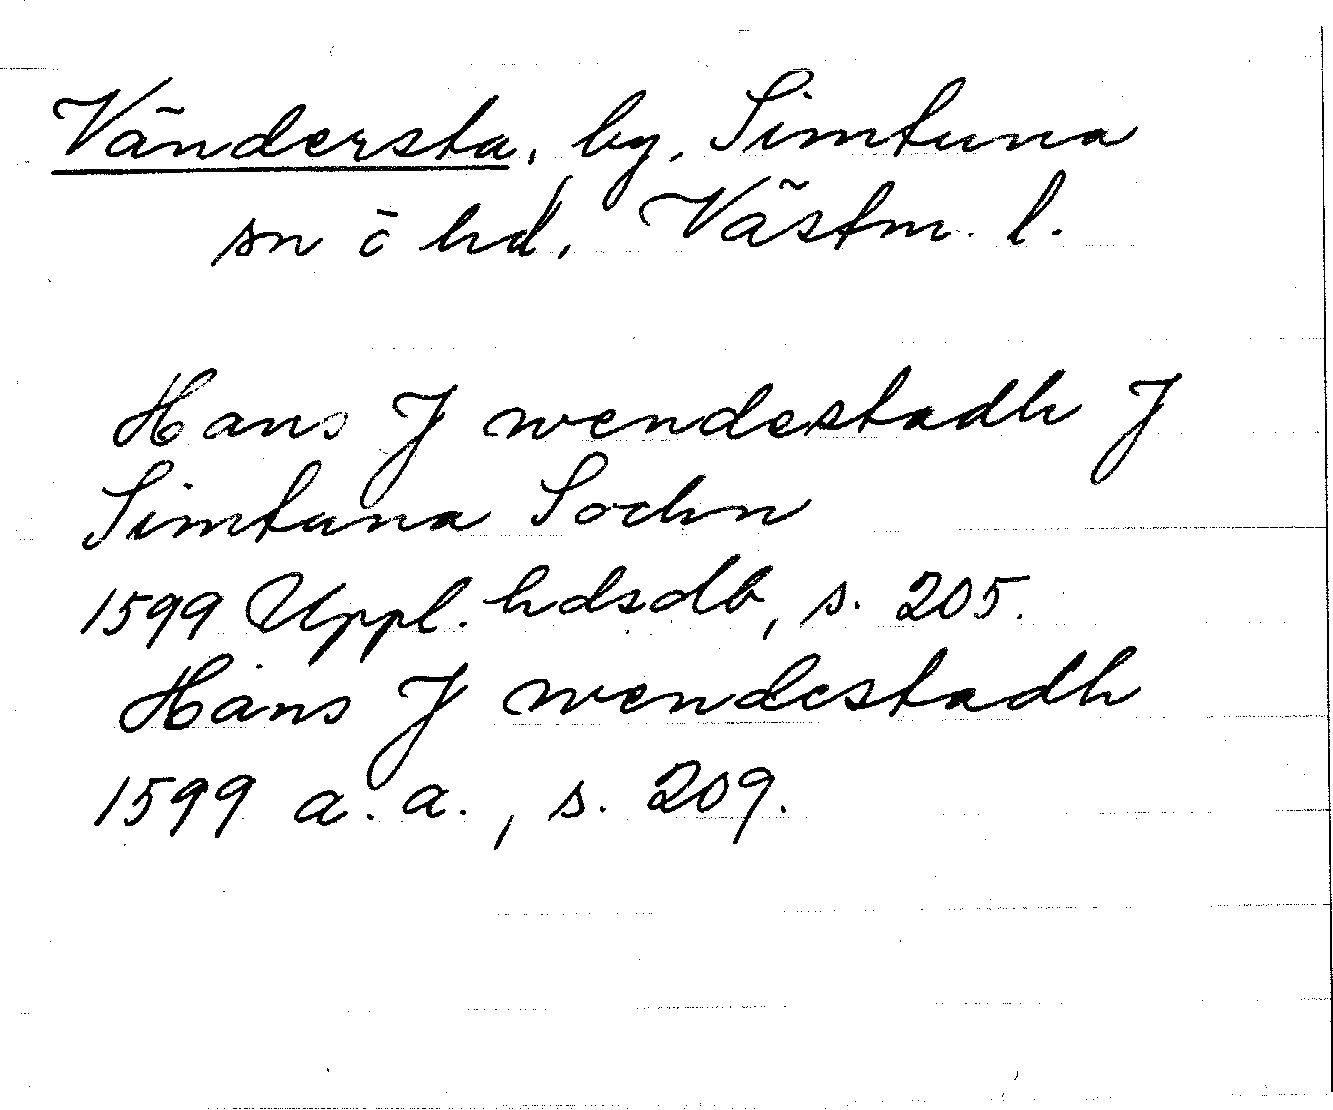 Vändersta, by, Simtuna
sn o hd, Västm. l.
Hans J wendestadh J
Simtuna Sochn
1599 Uppl. hdsdb, s. 205.
Hans J wendestadh
1599 a. a., s. 209.